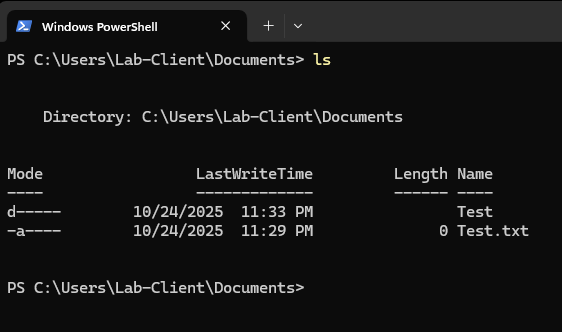 Windows PowerShell
PS C:\Users\Lab-Client\Documents> ls
Directory: C:\Users\Lab-Client\Documents
Mode                 LastWriteTime         Length Name
----                 -------------         ------ ----
d-----        10/24/2025  11:33 PM                Test
-a----        10/24/2025  11:29 PM              0 Test.txt
PS C:\Users\Lab-Client\Documents>